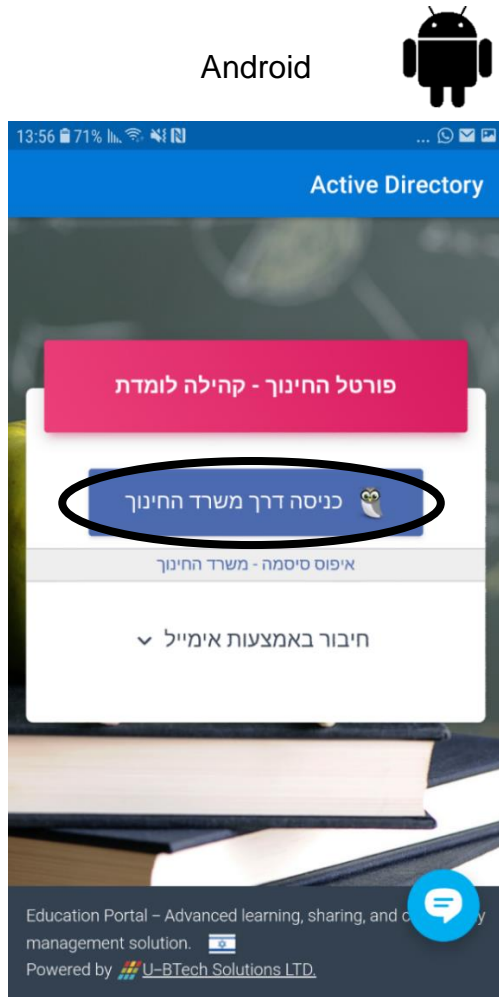 Android
13:56 71%
...
Active Directory
פורטל החינוך - קהילה לומדת
כניסה דרך משרד החינוך
איפוס סיסמה - משרד החינוך
חיבור באמצעות אימייל
Education Portal – Advanced learning, sharing, and
management solution.
Powered by U–BTech Solutions LTD.